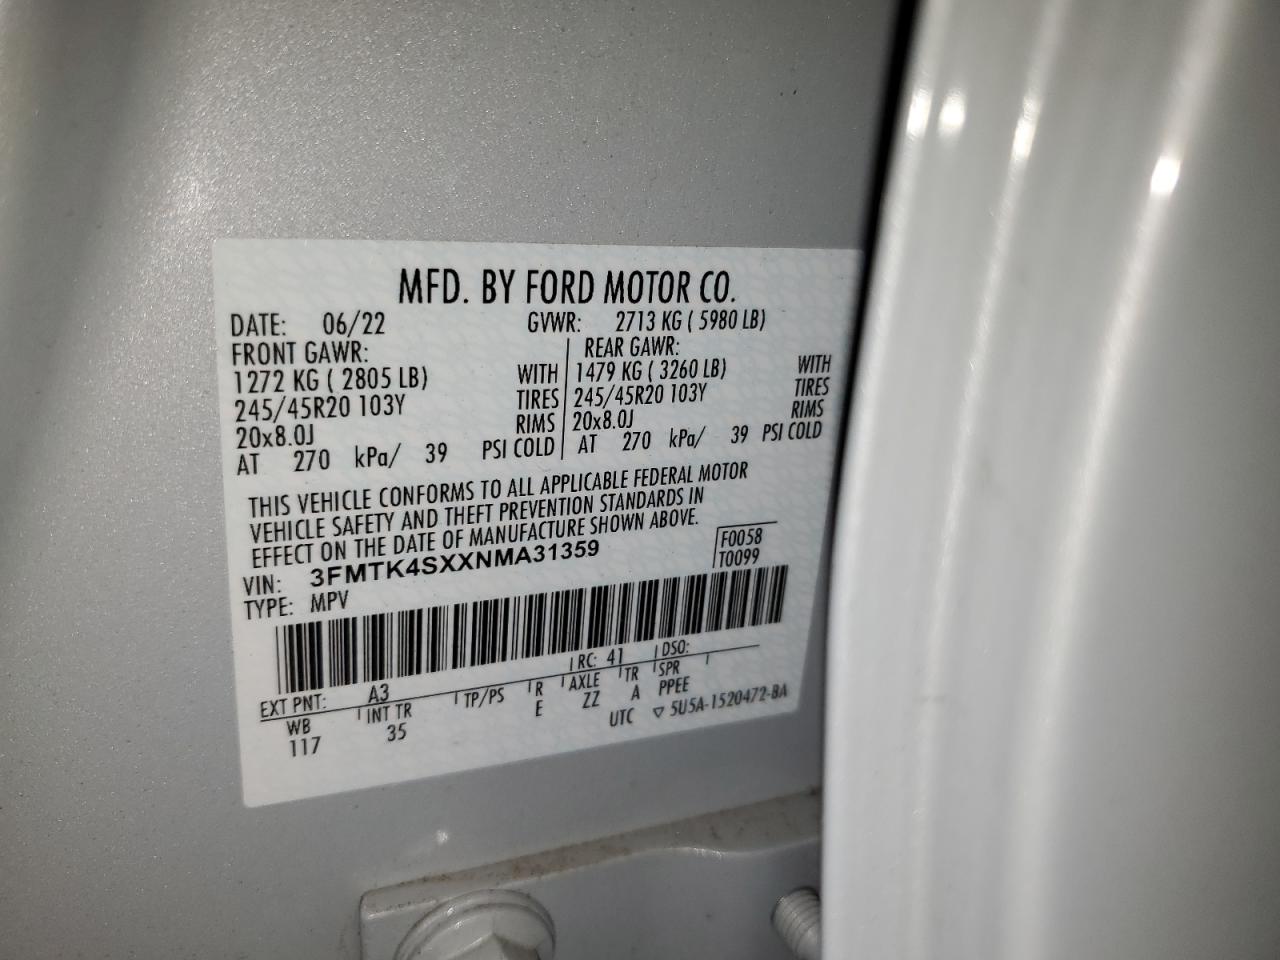 MFD. BY FORD MOTOR CO.
DATE: 06/22 GVWR: 2713 KG ( 5980 LB)
FRONT GAWR: REAR GAWR:
1272 KG ( 2805 LB) WITH 1479 KG ( 3260 LB) WITH
245/45R20 103Y TIRES 245/45R20 103Y TIRES
20x8.0J RIMS 20x8.0J RIMS
AT 270 kPa/ 39 PSI COLD AT 270 kPa/ 39 PSI COLD
THIS VEHICLE CONFORMS TO ALL APPLICABLE FEDERAL MOTOR
VEHICLE SAFETY AND THEFT PREVENTION STANDARDS IN
EFFECT ON THE DATE OF MANUFACTURE SHOWN ABOVE.
VIN: 3FMTK4SXXNMA31359 F0058
TYPE: MPV T0099
EXT PNT: A3 RC: 41 DSO:
WB INT TR TP/PS R AXLE TR SPR
117 35 E ZZ A PPEE
UTC ▽ 5U5A-1520472-BA